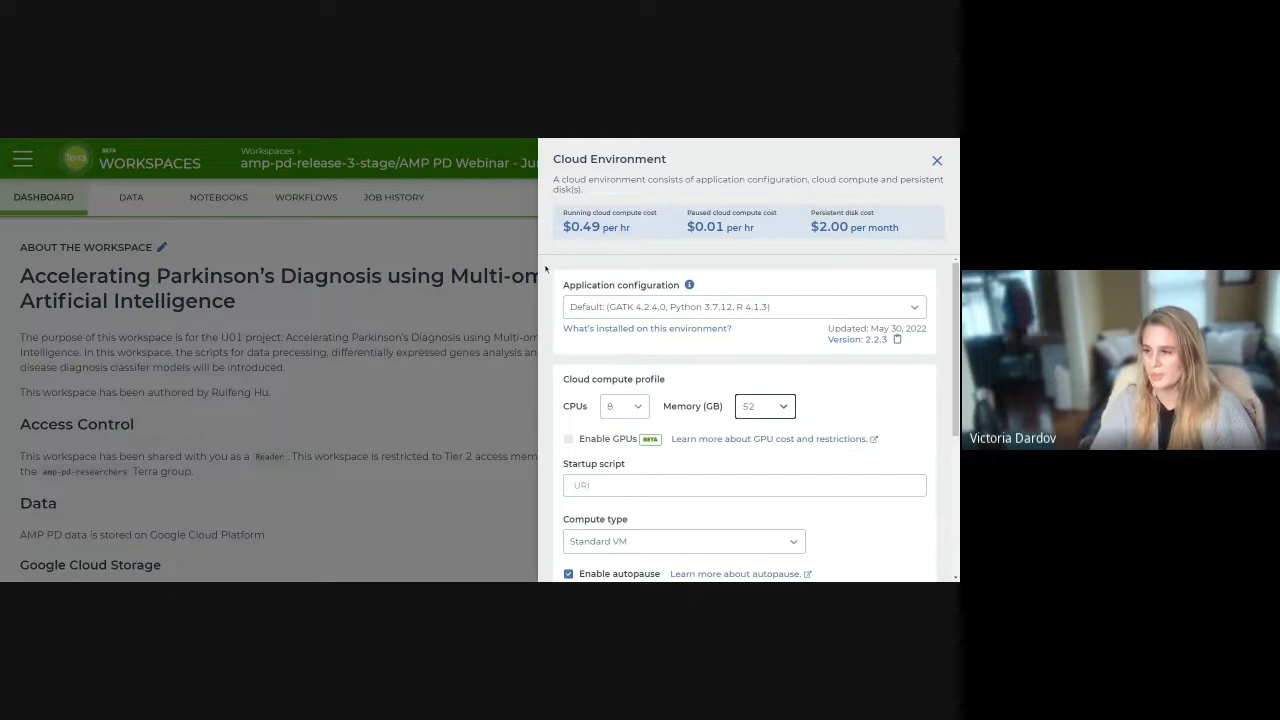 Terra
BETA
WORKSPACES
Workspaces ›
amp-pd-release-3-stage/AMP PD Webinar - Ju
DASHBOARD
DATA
NOTEBOOKS
WORKFLOWS
JOB HISTORY
ABOUT THE WORKSPACE
Accelerating Parkinson's Diagnosis using Multi-om
Artificial Intelligence
The purpose of this workspace is for the U01 project: Accelerating Parkinson's Diagnosis using Multi-om
Intelligence. In this workspace, the scripts for data precessing, differentially expressed genes analysis an
disease diagnosis classifer models will be introduced.
This workspace has been authored by Ruifeng Hu.
Access Control
This workspace has been shared with you as a Reader. This workspace is restricted to Tier 2 access mem
the amp-pd-researchers Terra group.
Data
AMP PD data is stored on Google Cloud Platform
Google Cloud Storage
Cloud Environment
A cloud environment consists of application configuration, cloud compute and persistent
disk(s).
Running cloud compute cost
$0.49 per hr
Paused cloud compute cost
$0.01 per hr
Persistent disk cost
$2.00 per month
Application configuration
Default: (GATK 4.2.4.0, Python 3.7.12, R 4.1.3)
What's installed on this environment?
Updated: May 30, 2022
Version: 2.2.3
Cloud compute profile
CPUs 8 Memory (GB) 52
Enable GPUs BETA Learn more about GPU cost and restrictions.
Startup script
URI
Compute type
Standard VM
Enable autopause Learn more about autopause.
Victoria Dardov